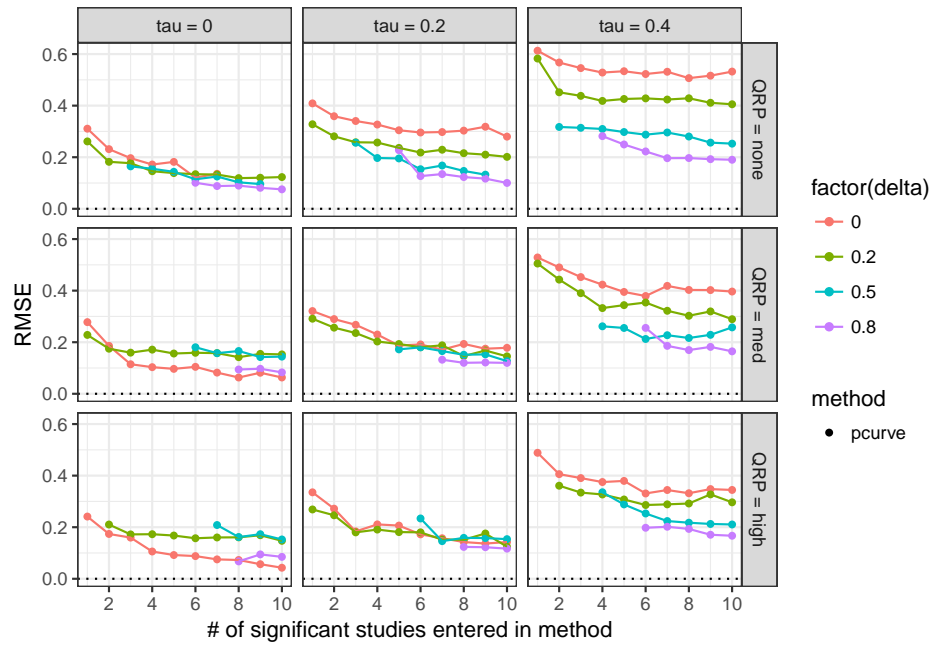 tau = 0
tau = 0.2
tau = 0.4
QRP = none
QRP = med
QRP = high
0.6
0.4
0.2
0.0
0.6
0.4
0.2
0.0
0.6
0.4
0.2
0.0
RMSE
2 4 6 8 10
2 4 6 8 10
2 4 6 8 10
# of significant studies entered in method
factor(delta)
0
0.2
0.5
0.8
method
pcurve